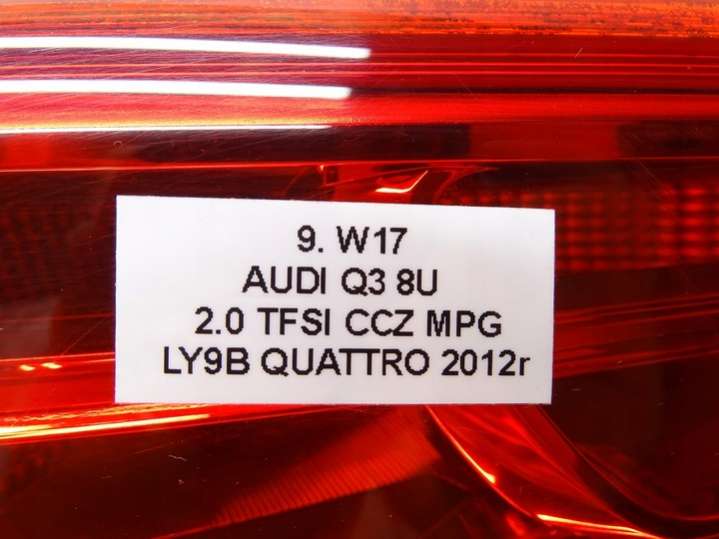 9. W17
AUDI Q3 8U
2.0 TFSI CCZ MPG
LY9B QUATTRO 2012r